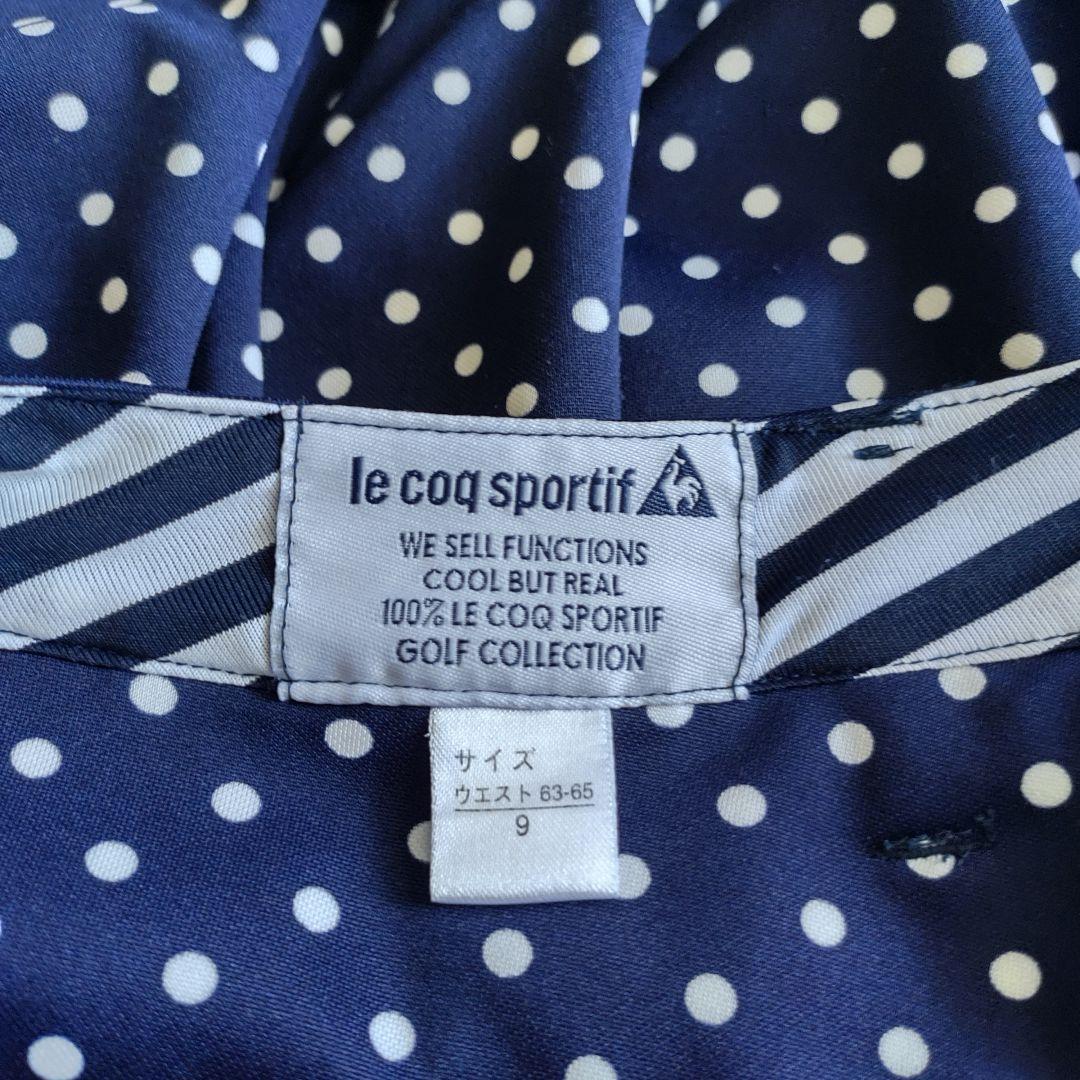 le coq sportif
WE SELL FUNCTIONS
COOL BUT REAL
100% LE COQ SPORTIF
GOLF COLLECTION
サイズ
ウエスト 63-65
9